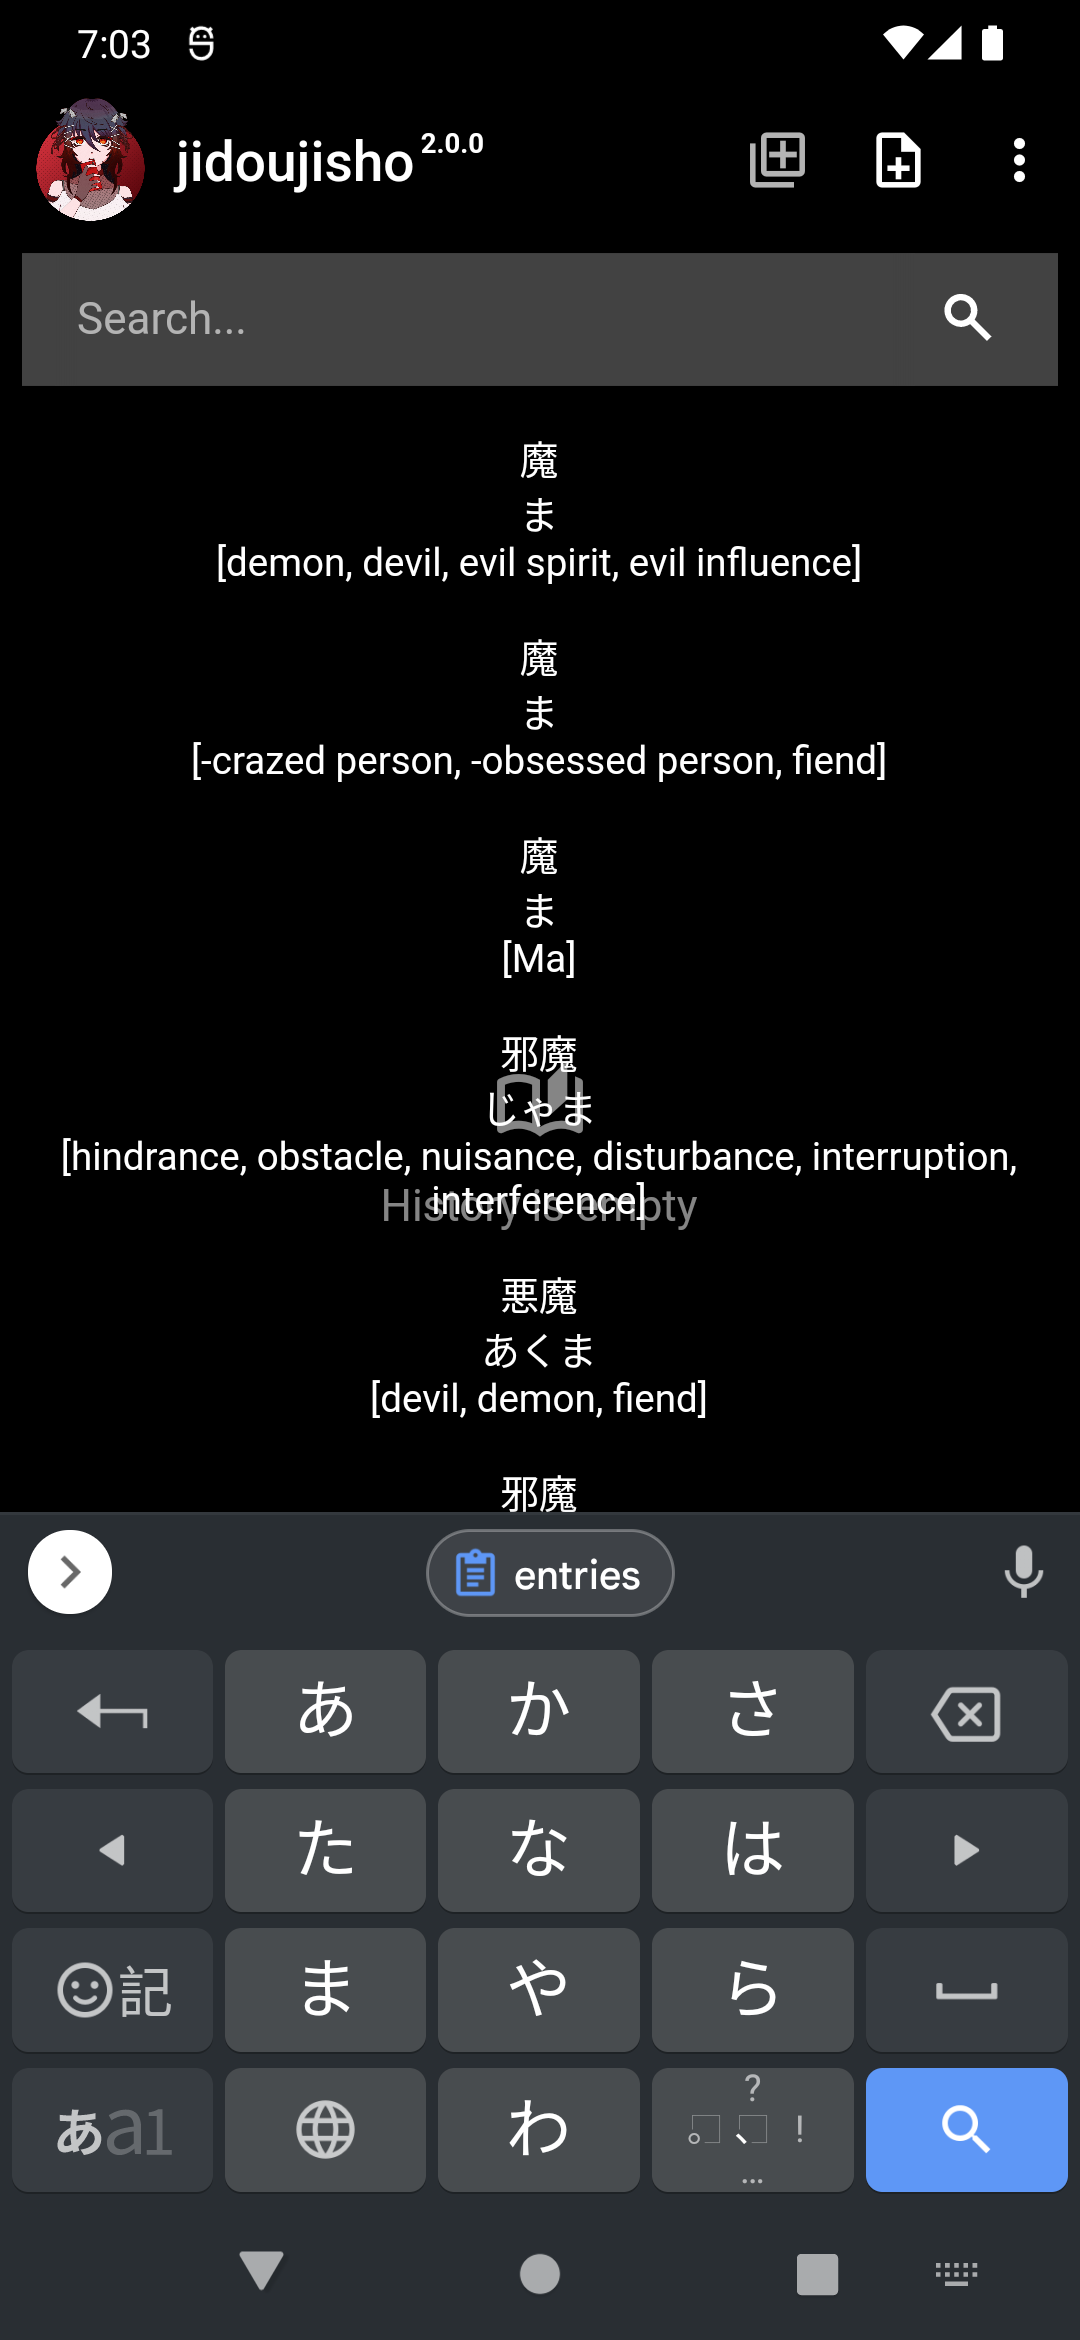 7:03
jidoujisho 2.0.0
Search...
魔
ま
[demon, devil, evil spirit, evil influence]
魔
ま
[-crazed person, -obsessed person, fiend]
魔
ま
[Ma]
邪魔
じゃま
[hindrance, obstacle, nuisance, disturbance, interruption,
interference]
History is empty
悪魔
あくま
[devil, demon, fiend]
邪魔
entries
あ か さ
た な は
記 ま や ら
あa1 わ 。、?!…